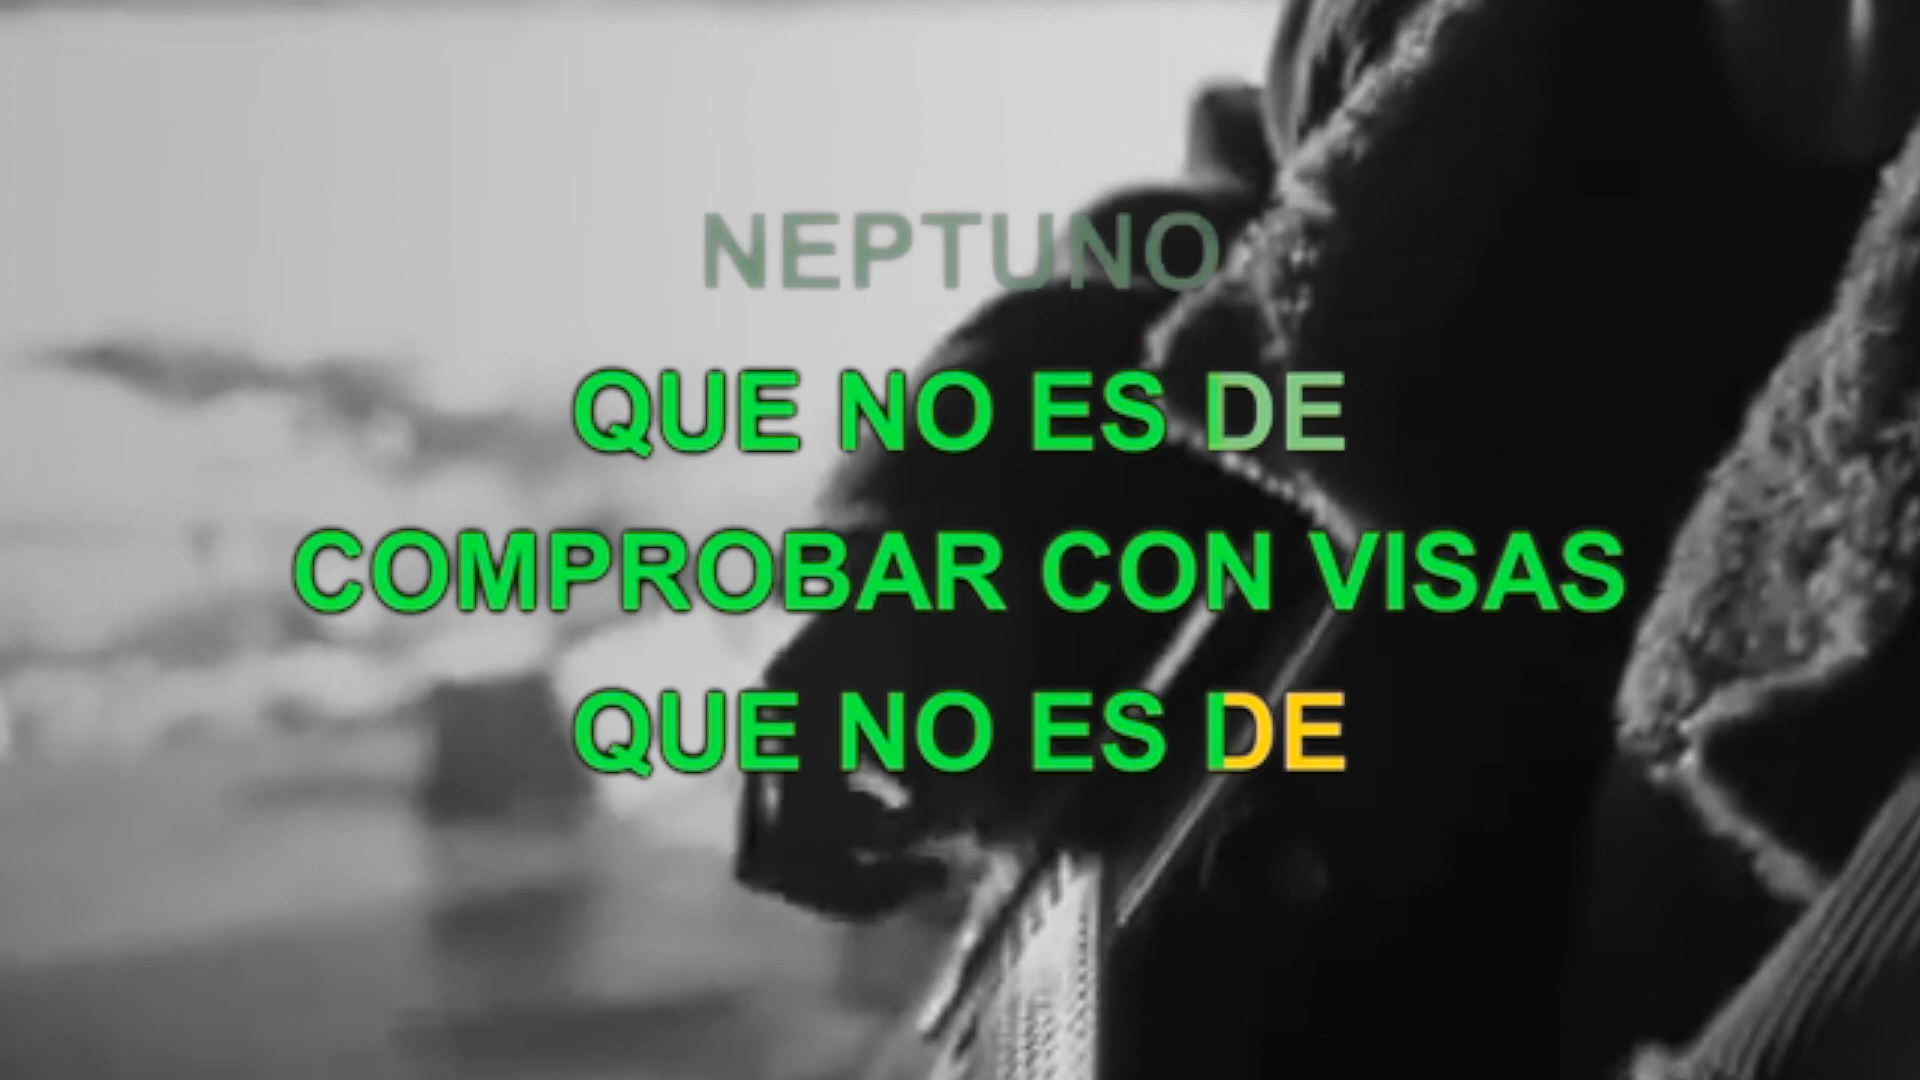 NEPTUNO
QUE NO ES DE
COMPROBAR CON VISAS
QUE NO ES DE